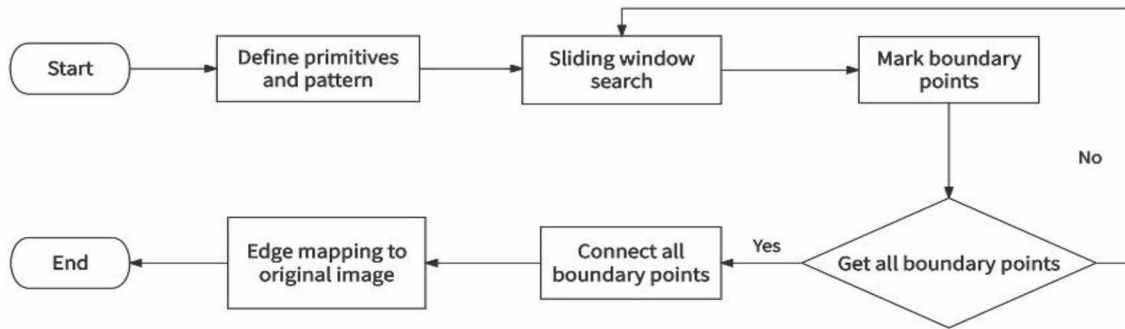 Start
Define primitives
and pattern
Sliding window
search
Mark boundary
points
No
Get all boundary points
Yes
Connect all
boundary points
Edge mapping to
original image
End